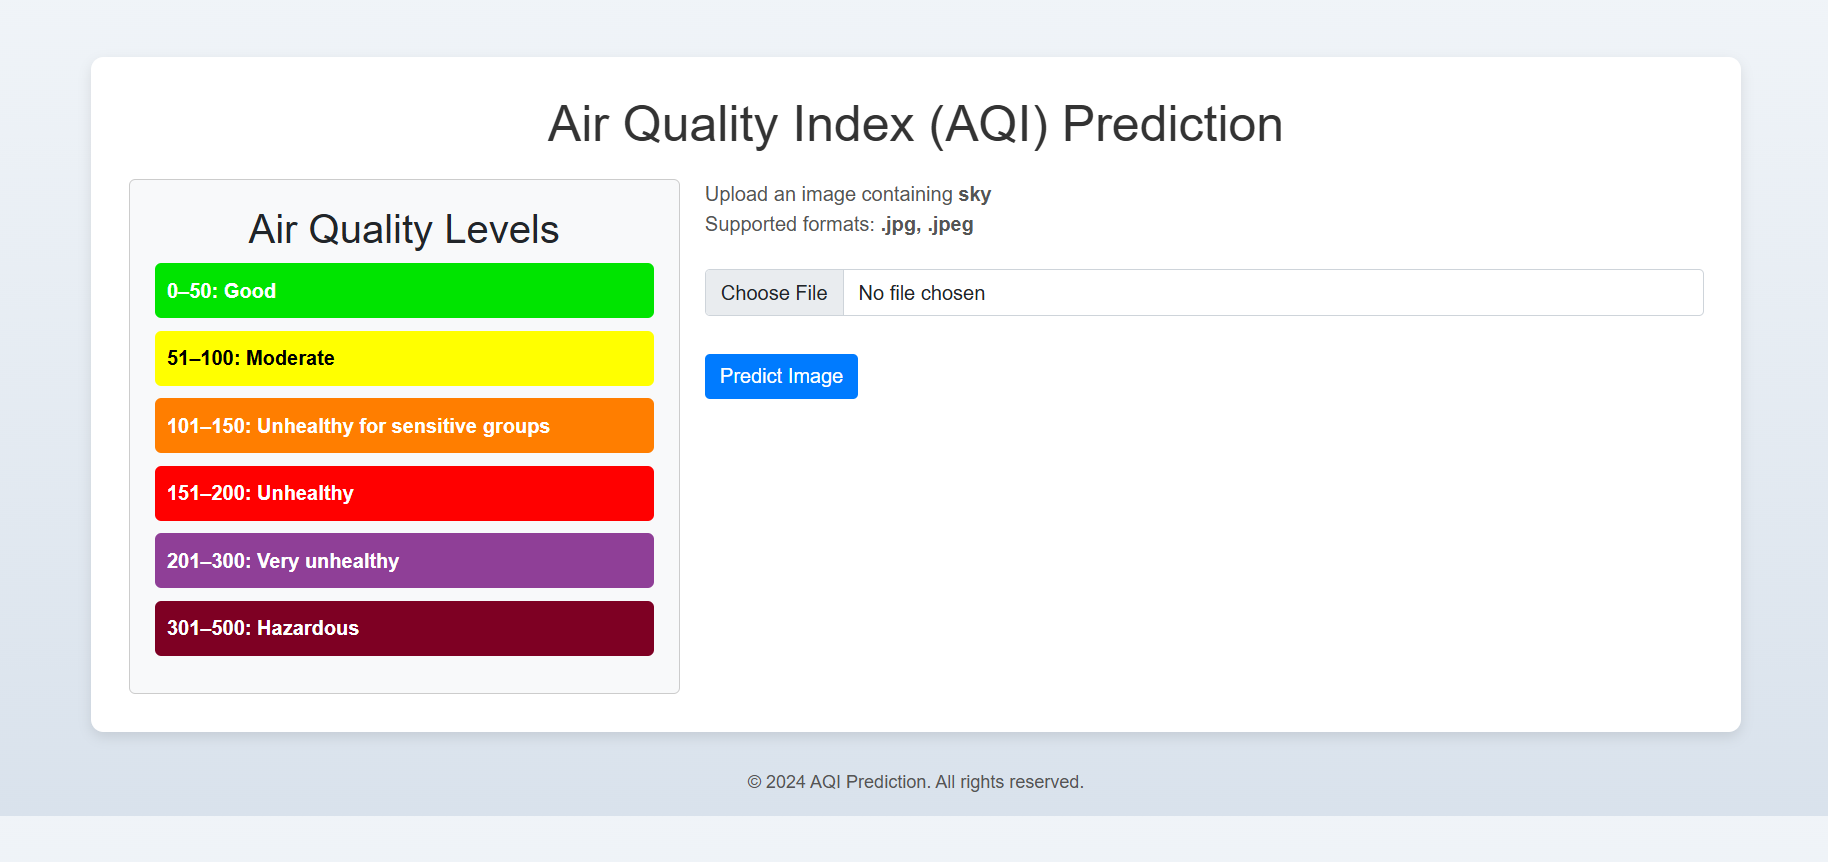 Air Quality Index (AQI) Prediction
Air Quality Levels
0–50: Good
51–100: Moderate
101–150: Unhealthy for sensitive groups
151–200: Unhealthy
201–300: Very unhealthy
301–500: Hazardous
Upload an image containing sky
Supported formats: .jpg, .jpeg
Choose File No file chosen
Predict Image
© 2024 AQI Prediction. All rights reserved.